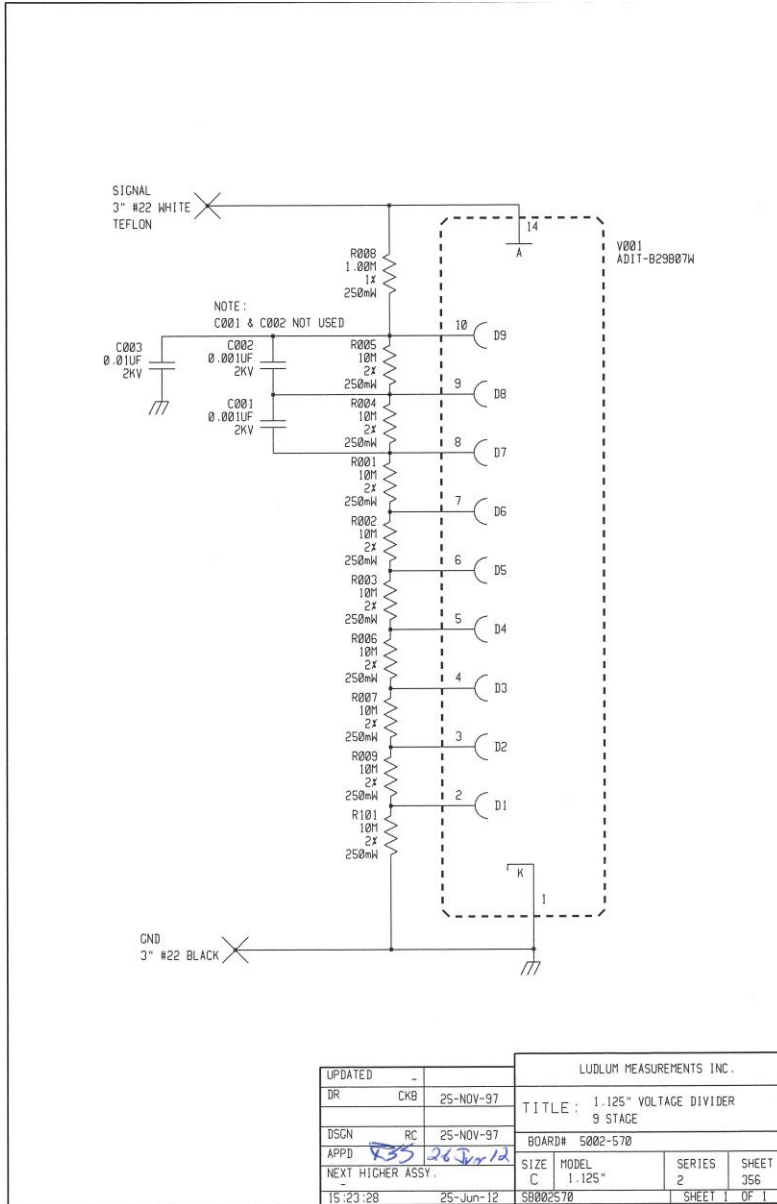 SIGNAL
3" #22 WHITE
TEFLON
14
A
V001
ADIT-B29B07W
R008
1.00M
1%
250mW
NOTE:
C001 & C002 NOT USED
10
D9
C003
0.01UF
2KV
C002
0.001UF
2KV
R005
10M
2%
250mW
9
D8
C001
0.001UF
2KV
R004
10M
2%
250mW
8
D7
R001
10M
2%
250mW
7
D6
R002
10M
2%
250mW
6
D5
R003
10M
2%
250mW
5
D4
R006
10M
2%
250mW
4
D3
R007
10M
2%
250mW
3
D2
R009
10M
2%
250mW
2
D1
R101
10M
2%
250mW
K
1
GND
3" #22 BLACK
UPDATED -
DR CKB 25-NOV-97
DSGN RC 25-NOV-97
APPD 26 Jun 12
NEXT HIGHER ASSY.
-
15:23:28 25-Jun-12
LUDLUM MEASUREMENTS INC.
TITLE: 1.125" VOLTAGE DIVIDER
9 STAGE
BOARD# 5002-570
SIZE MODEL SERIES SHEET
C 1.125" 2 356
SB002570 SHEET 1 OF 1